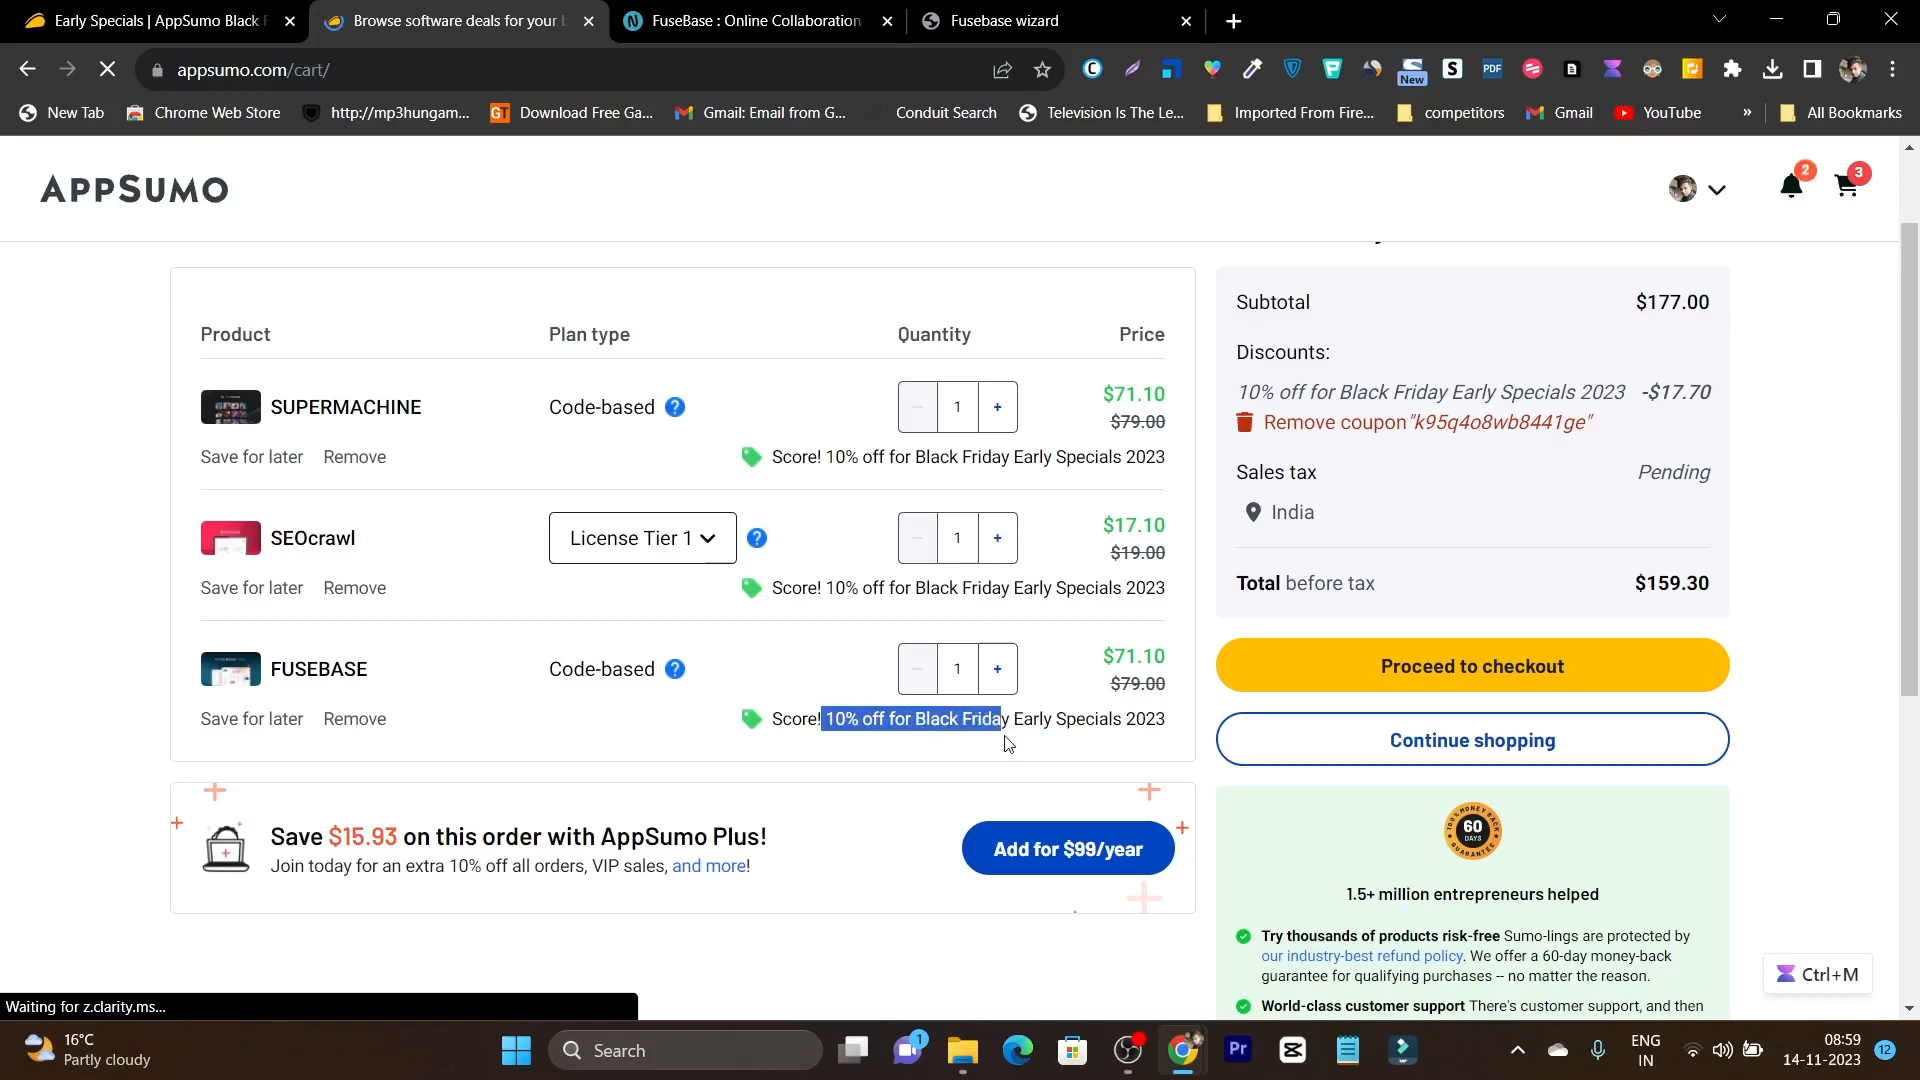 Early Specials | AppSumo Black F
Browse software deals for your b
FuseBase : Online Collaboration
Fusebase wizard
appsumo.com/cart/
New
PDF
New Tab
Chrome Web Store
http://mp3hungam...
GT
Download Free Ga...
Gmail: Email from G...
Conduit Search
Television Is The Le...
Imported From Fire...
competitors
Gmail
YouTube
»
All Bookmarks
APPSUMO
2
3
Product
Plan type
Quantity
Price
SUPERMACHINE
Code-based ?
− 1 +
$71.10
$79.00
Save for later Remove
Score! 10% off for Black Friday Early Specials 2023
SEOcrawl
License Tier 1 ?
− 1 +
$17.10
$19.00
Save for later Remove
Score! 10% off for Black Friday Early Specials 2023
FUSEBASE
Code-based ?
− 1 +
$71.10
$79.00
Save for later Remove
Score! 10% off for Black Friday Early Specials 2023
Save $15.93 on this order with AppSumo Plus!
Join today for an extra 10% off all orders, VIP sales, and more!
Add for $99/year
Subtotal $177.00
Discounts:
10% off for Black Friday Early Specials 2023 -$17.70
Remove coupon"k95q4o8wb8441ge"
Sales tax Pending
India
Total before tax $159.30
Proceed to checkout
Continue shopping
60
DAYS
1.5+ million entrepreneurs helped
Try thousands of products risk-free Sumo-lings are protected by
our industry-best refund policy. We offer a 60-day money-back
guarantee for qualifying purchases – no matter the reason.
World-class customer support There's customer support, and then
Ctrl+M
Waiting for z.clarity.ms...
16°C
Partly cloudy
Search
1
Pr
ENG
IN
08:59
14-11-2023
12